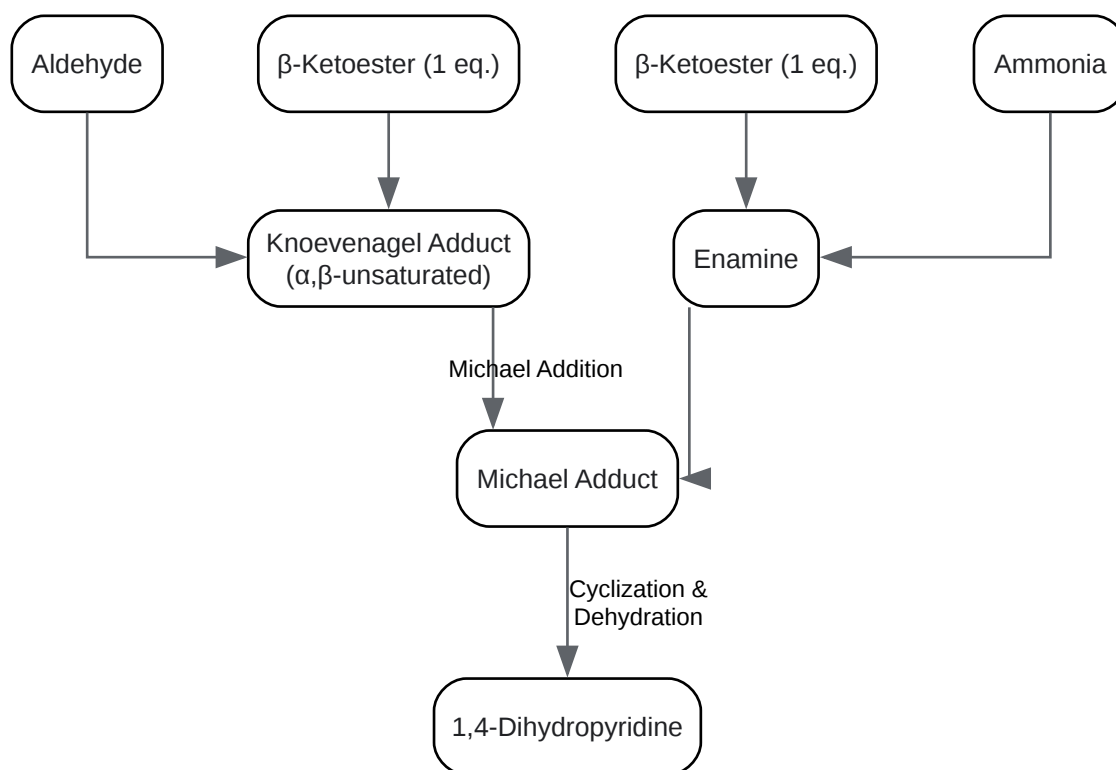 Aldehyde
β-Ketoester (1 eq.)
β-Ketoester (1 eq.)
Ammonia
Knoevenagel Adduct
(α,β-unsaturated)
Enamine
Michael Addition
Michael Adduct
Cyclization &
Dehydration
1,4-Dihydropyridine